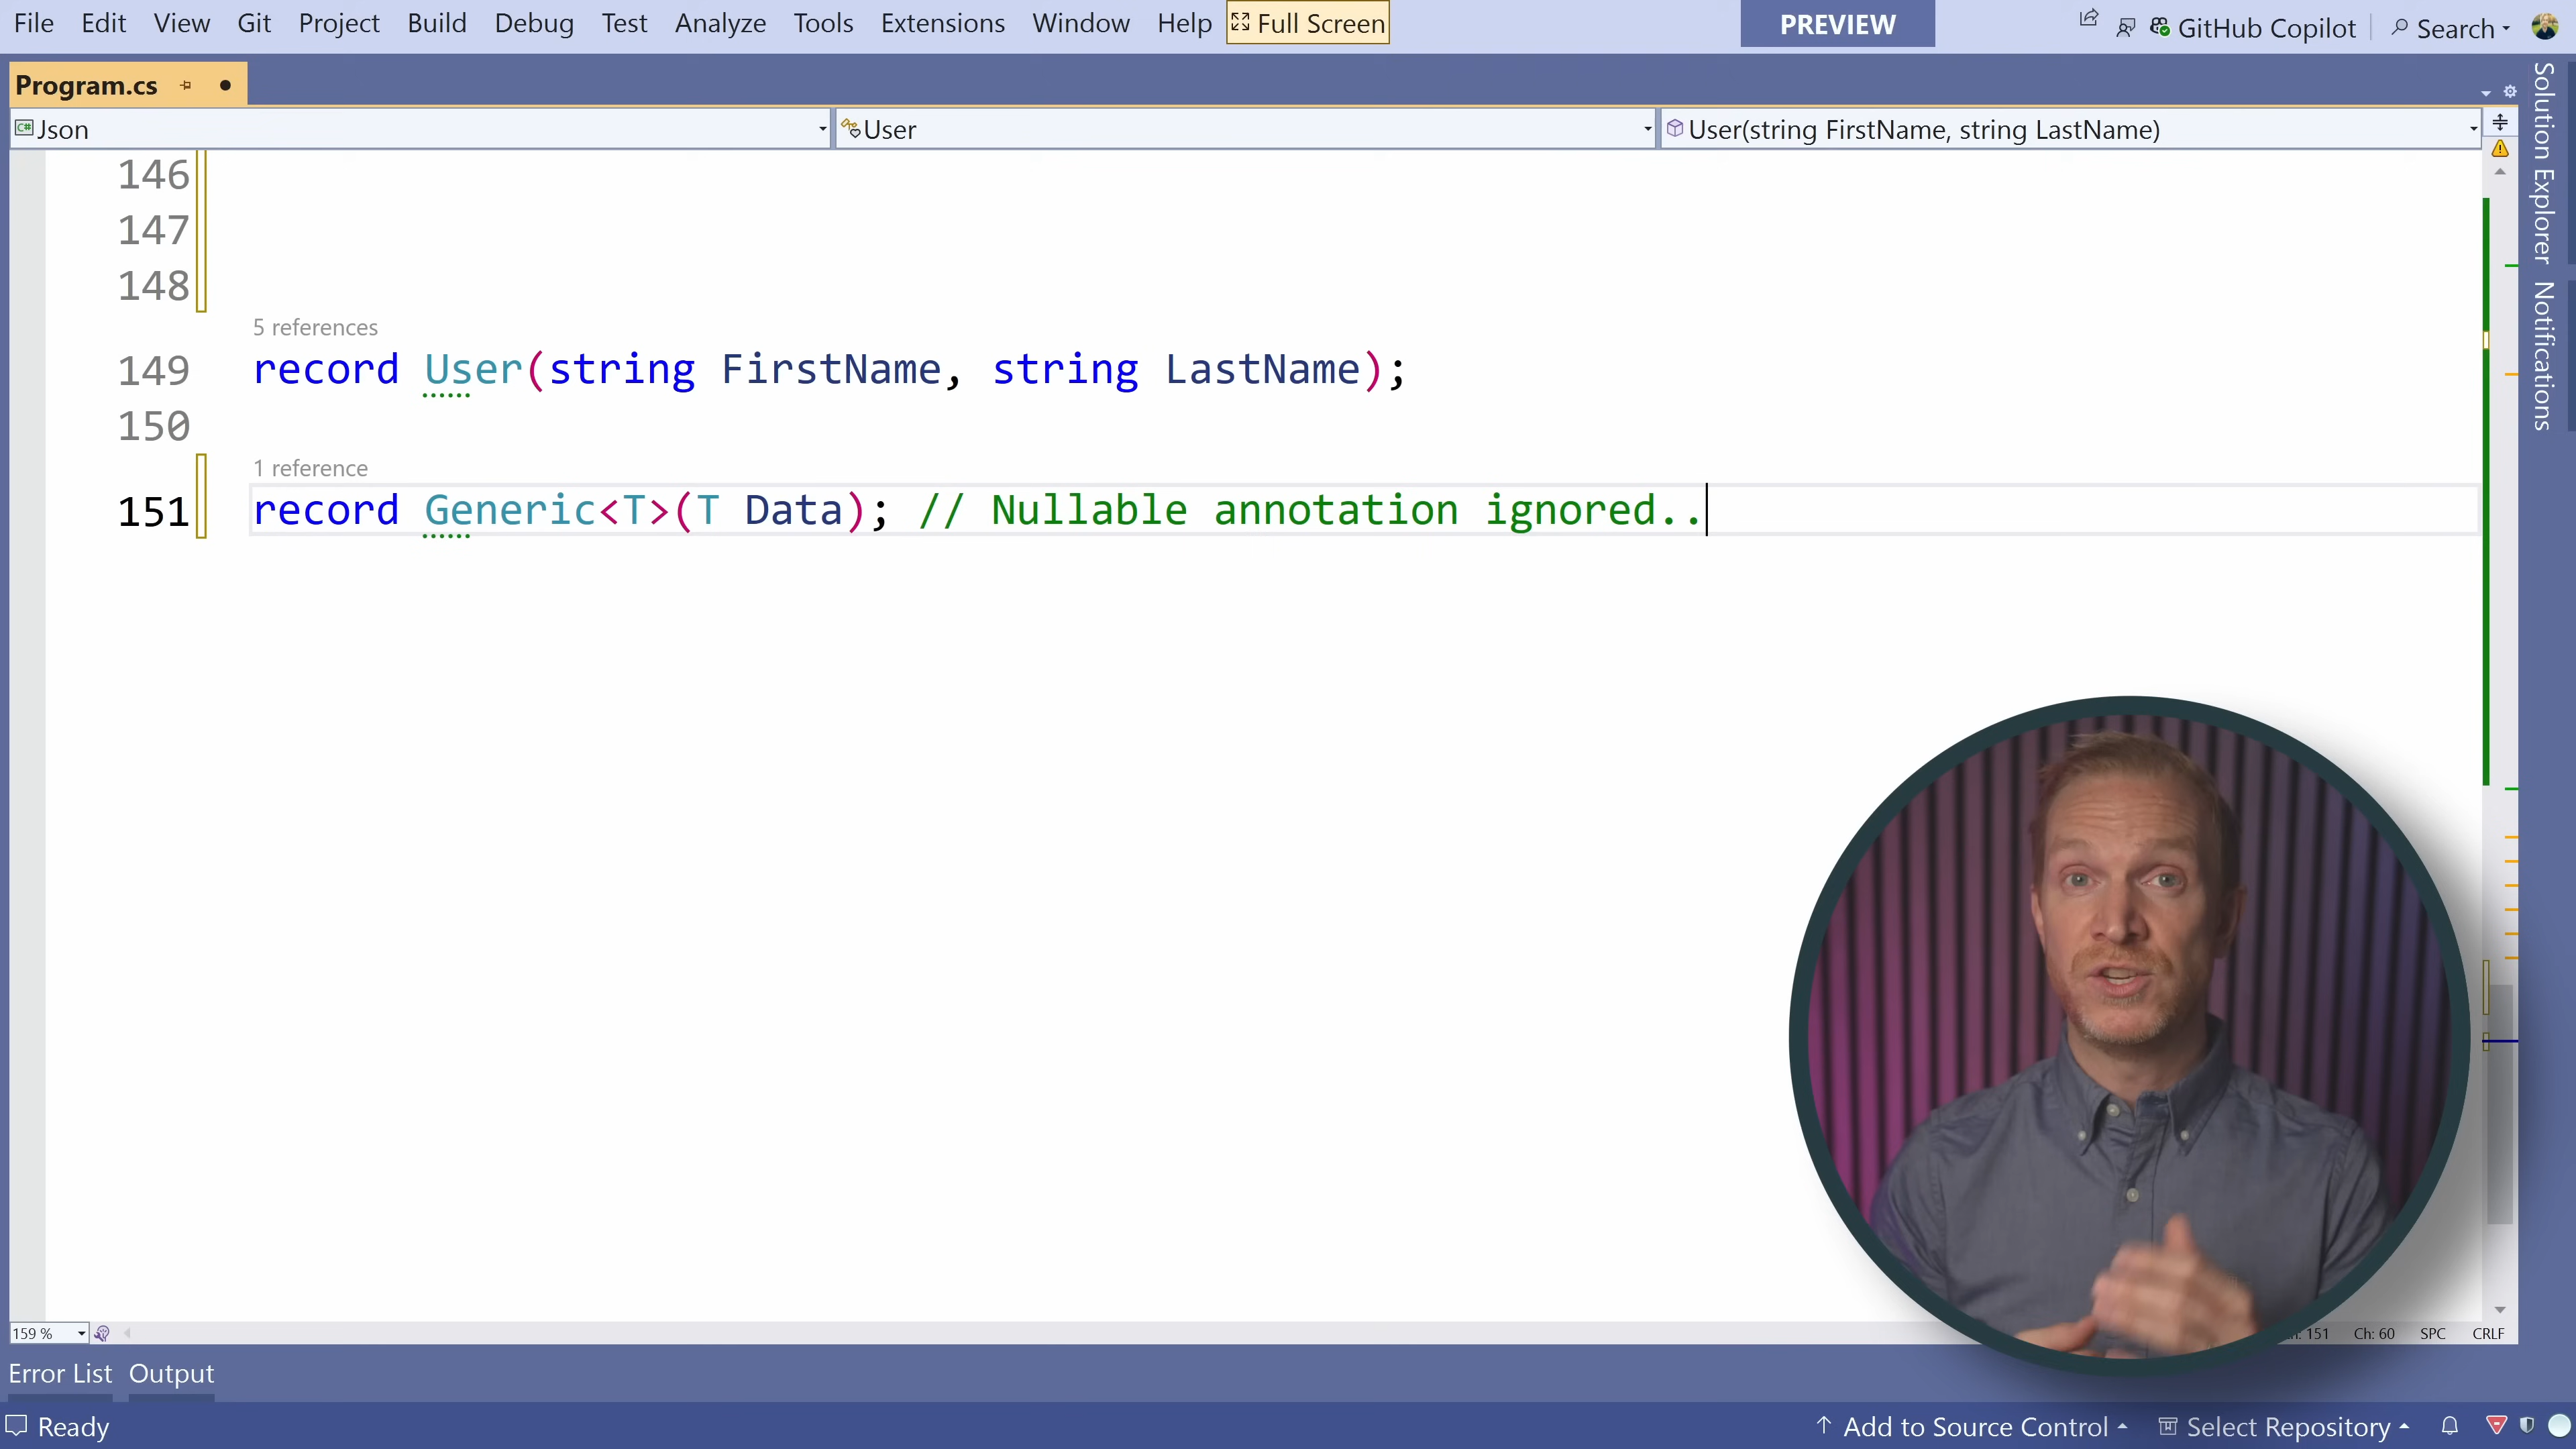 File Edit View Git Project Build Debug Test Analyze Tools Extensions Window Help Full Screen PREVIEW GitHub Copilot Search
Program.cs
Json User User(string FirstName, string LastName)
146
147
148
5 references
149 record User(string FirstName, string LastName);
150
1 reference
151 record Generic<T>(T Data); // Nullable annotation ignored..
Solution Explorer
Notifications
159 % : 151 Ch: 60 SPC CRLF
Error List Output
Ready Add to Source Control Select Repository